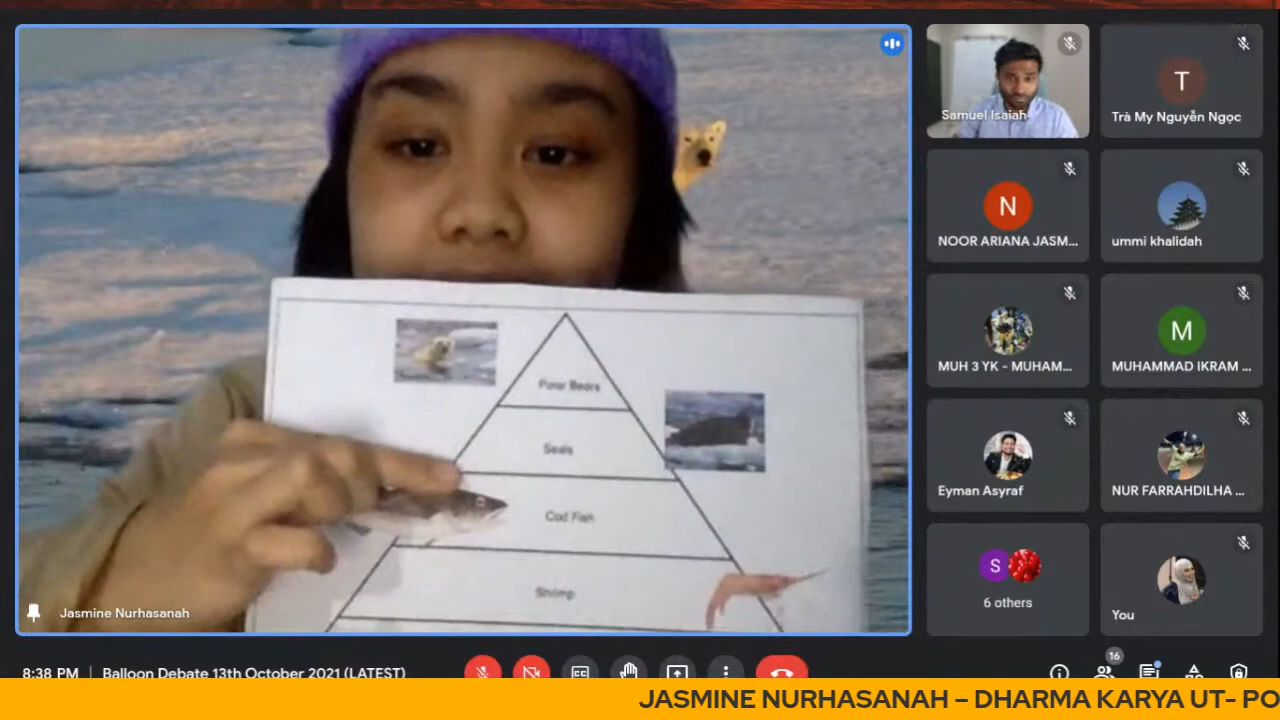 Samuel Isaiah
T
Trà My Nguyễn Ngọc
N
NOOR ARIANA JASM...
ummi khalidah
MUH 3 YK - MUHAM...
M
MUHAMMAD IKRAM ...
Eyman Asyraf
NUR FARRAHDILHA ...
S
6 others
You
Polar Bears
Seals
Cod Fish
Shrimp
Jasmine Nurhasanah
8:38 PM | Balloon Debate 13th October 2021 (LATEST)
CC
16
JASMINE NURHASANAH – DHARMA KARYA UT- PO